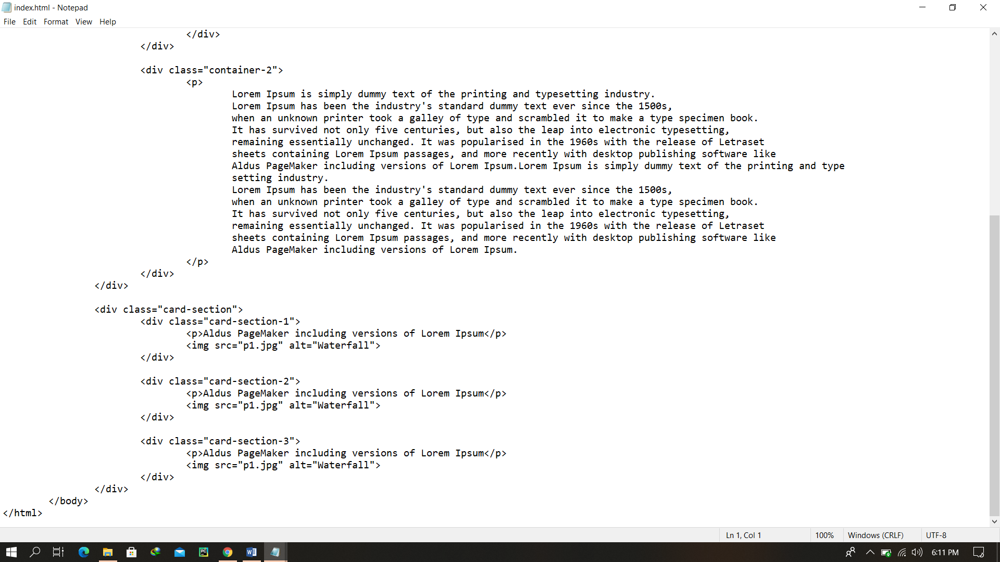 index.html - Notepad
File Edit Format View Help
</div>
</div>
<div class="container-2">
<p>
Lorem Ipsum is simply dummy text of the printing and typesetting industry.
Lorem Ipsum has been the industry's standard dummy text ever since the 1500s,
when an unknown printer took a galley of type and scrambled it to make a type specimen book.
It has survived not only five centuries, but also the leap into electronic typesetting,
remaining essentially unchanged. It was popularised in the 1960s with the release of Letraset
sheets containing Lorem Ipsum passages, and more recently with desktop publishing software like
Aldus PageMaker including versions of Lorem Ipsum.Lorem Ipsum is simply dummy text of the printing and type
setting industry.
Lorem Ipsum has been the industry's standard dummy text ever since the 1500s,
when an unknown printer took a galley of type and scrambled it to make a type specimen book.
It has survived not only five centuries, but also the leap into electronic typesetting,
remaining essentially unchanged. It was popularised in the 1960s with the release of Letraset
sheets containing Lorem Ipsum passages, and more recently with desktop publishing software like
Aldus PageMaker including versions of Lorem Ipsum.
</p>
</div>
</div>
<div class="card-section">
<div class="card-section-1">
<p>Aldus PageMaker including versions of Lorem Ipsum</p>
<img src="p1.jpg" alt="Waterfall">
</div>
<div class="card-section-2">
<p>Aldus PageMaker including versions of Lorem Ipsum</p>
<img src="p1.jpg" alt="Waterfall">
</div>
<div class="card-section-3">
<p>Aldus PageMaker including versions of Lorem Ipsum</p>
<img src="p1.jpg" alt="Waterfall">
</div>
</div>
</body>
</html>
Ln 1, Col 1 100% Windows (CRLF) UTF-8
PC W 6:11 PM